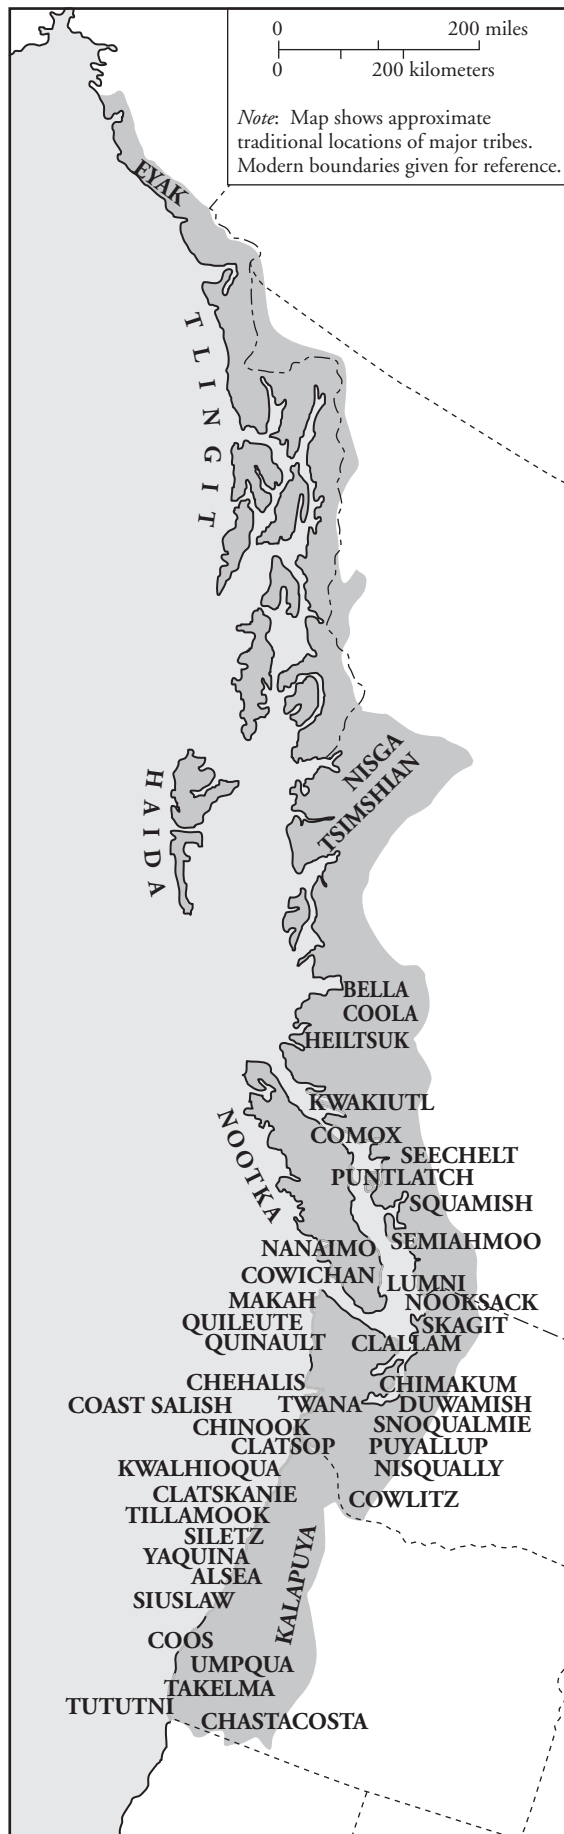 0 200 miles
0 200 kilometers
Note: Map shows approximate
traditional locations of major tribes.
Modern boundaries given for reference.
EYAK
TLINGIT
NISGA
TSIMSHIAN
HAIDA
BELLA
COOLA
HEILTSUK
KWAKIUTL
NOOTKA
COMOX
SEECHELT
PUNTLATCH
SQUAMISH
SEMIAHMOO
NANAIMO
COWICHAN
LUMNI
MAKAH
NOOKSACK
QUILEUTE
SKAGIT
QUINAULT
CLALLAM
CHEHALIS
CHIMAKUM
COAST SALISH
TWANA
DUWAMISH
CHINOOK
SNOQUALMIE
CLATSOP
PUYALLUP
KWALHIOQUA
NISQUALLY
CLATSKANIE
COWLITZ
TILLAMOOK
SILETZ
YAQUINA
ALSEA
KALAPUYA
SIUSLAW
COOS
UMPQUA
TAKELMA
TUTUTNI
CHASTACOSTA